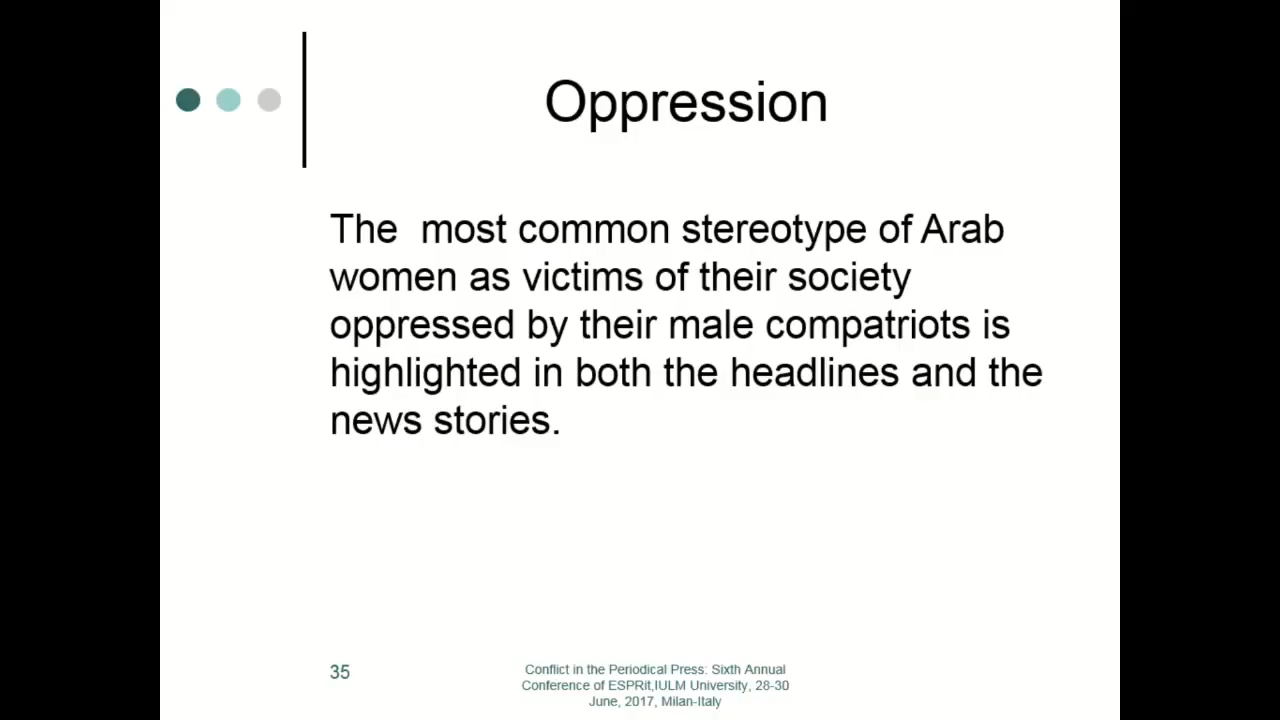 Oppression
The  most common stereotype of Arab
women as victims of their society
oppressed by their male compatriots is
highlighted in both the headlines and the
news stories.
35
Conflict in the Periodical Press: Sixth Annual
Conference of ESPRit,IULM University, 28-30
June, 2017, Milan-Italy